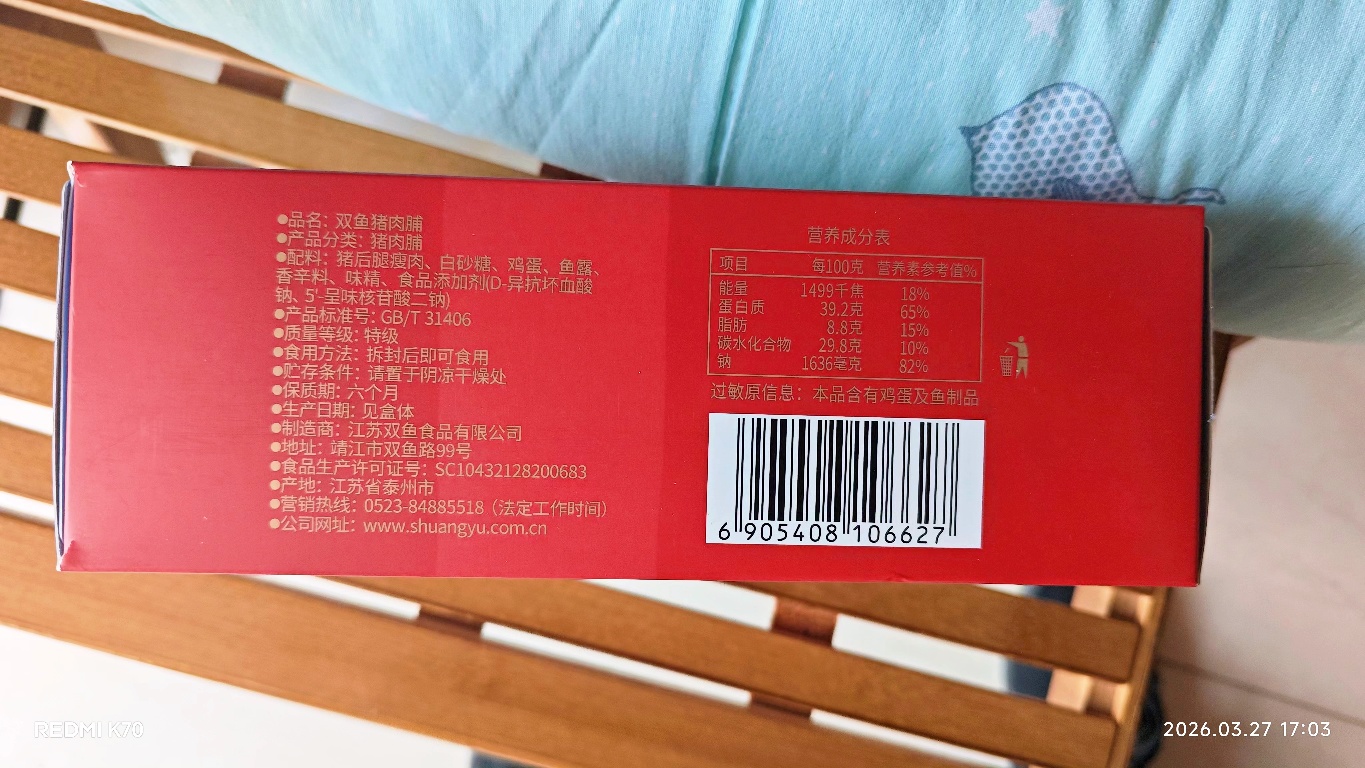 ●品名：双鱼猪肉脯
●产品分类：猪肉脯
●配料：猪后腿瘦肉、白砂糖、鸡蛋、鱼露、
香辛料、味精、食品添加剂(D-异抗坏血酸
钠、5'-呈味核苷酸二钠)
●产品标准号：GB/T 31406
●质量等级：特级
●食用方法：拆封后即可食用
●贮存条件：请置于阴凉干燥处
●保质期：六个月
●生产日期：见盒体
●制造商：江苏双鱼食品有限公司
●地址：靖江市双鱼路99号
●食品生产许可证号：SC10432128200683
●产地：江苏省泰州市
●营销热线：0523-84885518（法定工作时间）
●公司网址：www.shuangyu.com.cn
营养成分表
项目 每100克 营养素参考值%
能量 1499千焦 18%
蛋白质 39.2克 65%
脂肪 8.8克 15%
碳水化合物 29.8克 10%
钠 1636毫克 82%
过敏原信息：本品含有鸡蛋及鱼制品
6 905408 106627
REDMI K70
2026.03.27 17:03